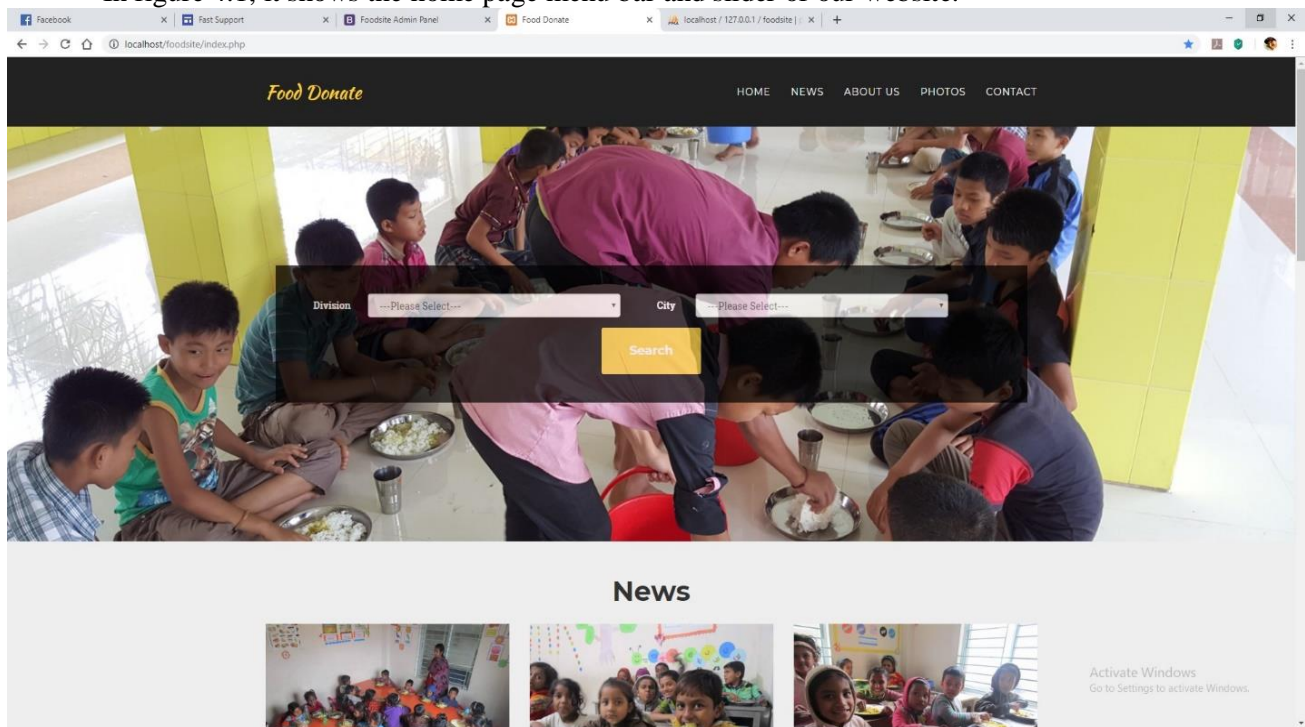 In figure 4.1, it shows the home page menu bar and slider of our website.
Facebook
Fast Support
Foodsite Admin Panel
Food Donate
localhost / 127.0.0.1 / foodsite |
localhost/foodsite/index.php
Food Donate
HOME NEWS ABOUT US PHOTOS CONTACT
Division ---Please Select--- City ---Please Select---
Search
News
Activate Windows
Go to Settings to activate Windows.